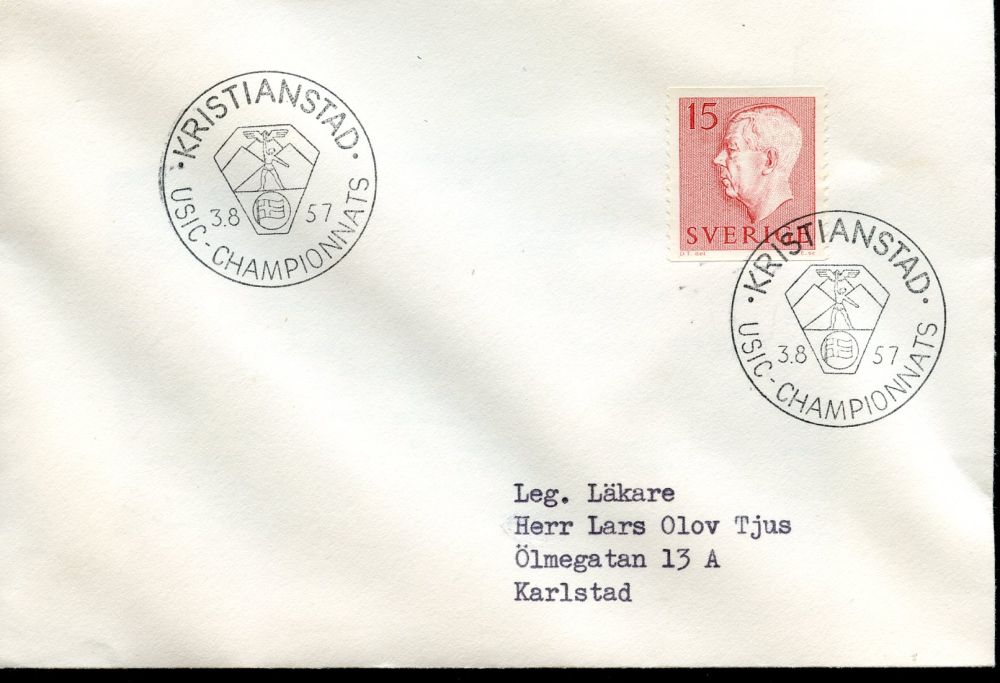 KRISTIANSTAD
3.8 57
USIC-CHAMPIONNATS
15
SVERIGE
KRISTIANSTAD
3.8 57
USIC-CHAMPIONNATS
Leg. Läkare
Herr Lars Olov Tjus
Ölmegatan 13 A
Karlstad